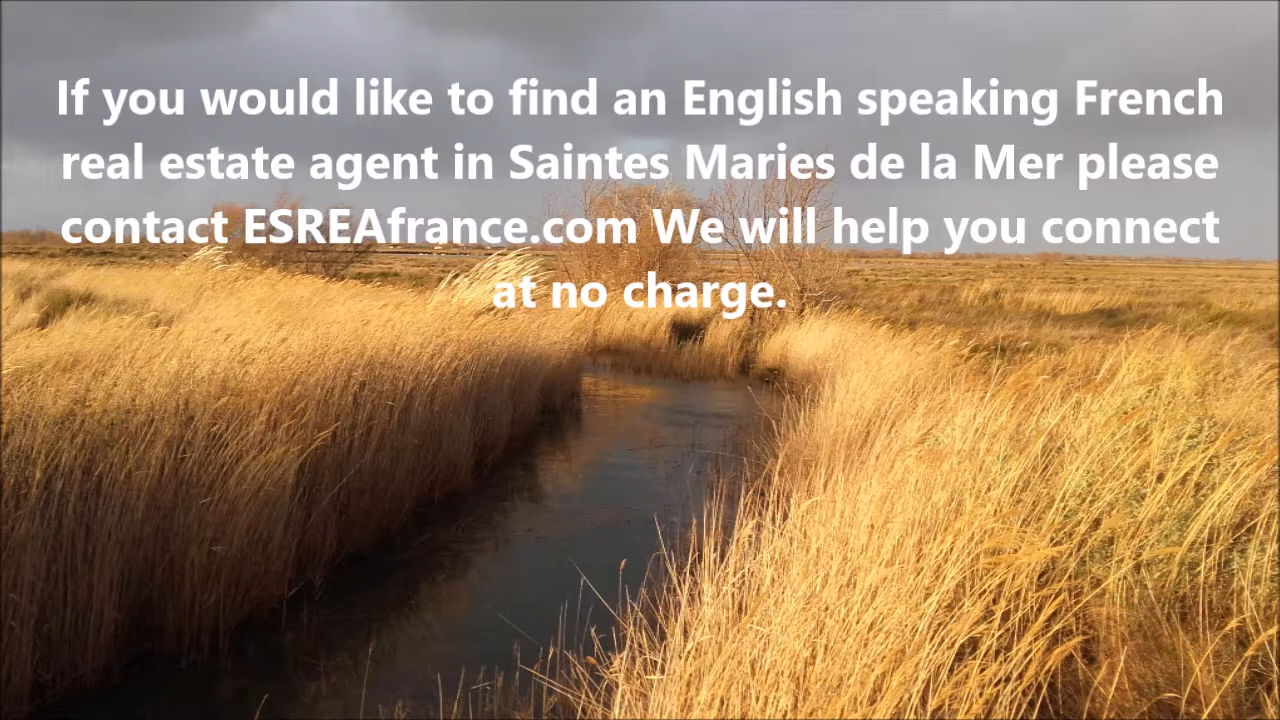 If you would like to find an English speaking French
real estate agent in Saintes Maries de la Mer please
contact ESREAfrance.com We will help you connect
at no charge.